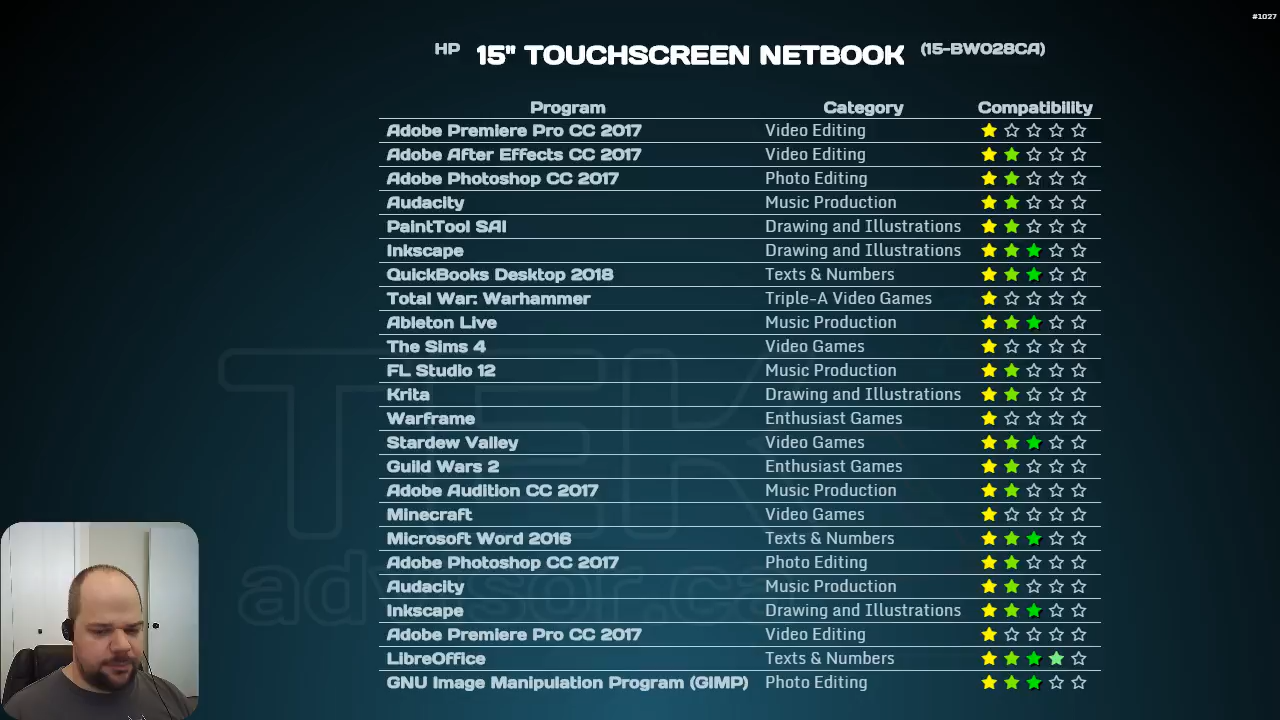 #1027
HP 15" TOUCHSCREEN NETBOOK (15-BW028CA)
Program Category Compatibility
Adobe Premiere Pro CC 2017 Video Editing
Adobe After Effects CC 2017 Video Editing
Adobe Photoshop CC 2017 Photo Editing
Audacity Music Production
PaintTool SAI Drawing and Illustrations
Inkscape Drawing and Illustrations
QuickBooks Desktop 2018 Texts & Numbers
Total War: Warhammer Triple-A Video Games
Ableton Live Music Production
The Sims 4 Video Games
FL Studio 12 Music Production
Krita Drawing and Illustrations
Warframe Enthusiast Games
Stardew Valley Video Games
Guild Wars 2 Enthusiast Games
Adobe Audition CC 2017 Music Production
Minecraft Video Games
Microsoft Word 2016 Texts & Numbers
Adobe Photoshop CC 2017 Photo Editing
Audacity Music Production
Inkscape Drawing and Illustrations
Adobe Premiere Pro CC 2017 Video Editing
LibreOffice Texts & Numbers
GNU Image Manipulation Program (GIMP) Photo Editing
TEK
advisor.ca